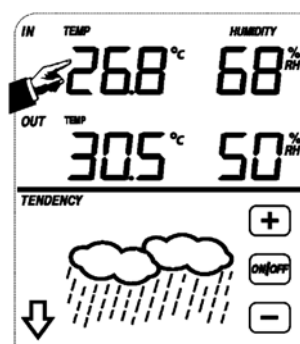 IN TEMP HUMIDITY
26.8 °C 68 % RH
OUT TEMP
30.5 °C 50 % RH
TENDENCY
+
ON/OFF
−